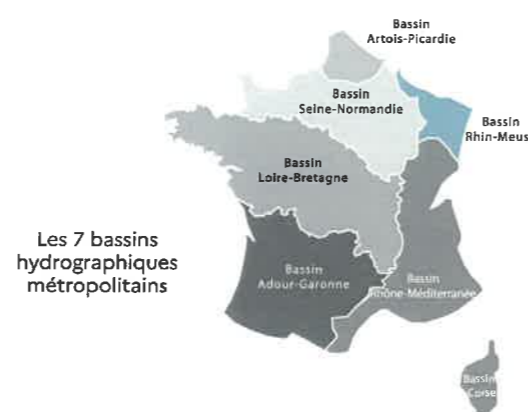 Bassin
Artois-Picardie
Bassin
Seine-Normandie
Bassin
Rhin-Meus
Bassin
Loire-Bretagne
Les 7 bassins
hydrographiques
métropolitains
Bassin
Adour-Garonne
Bassin
Rhône-Méditerranée
Bassin
Corse